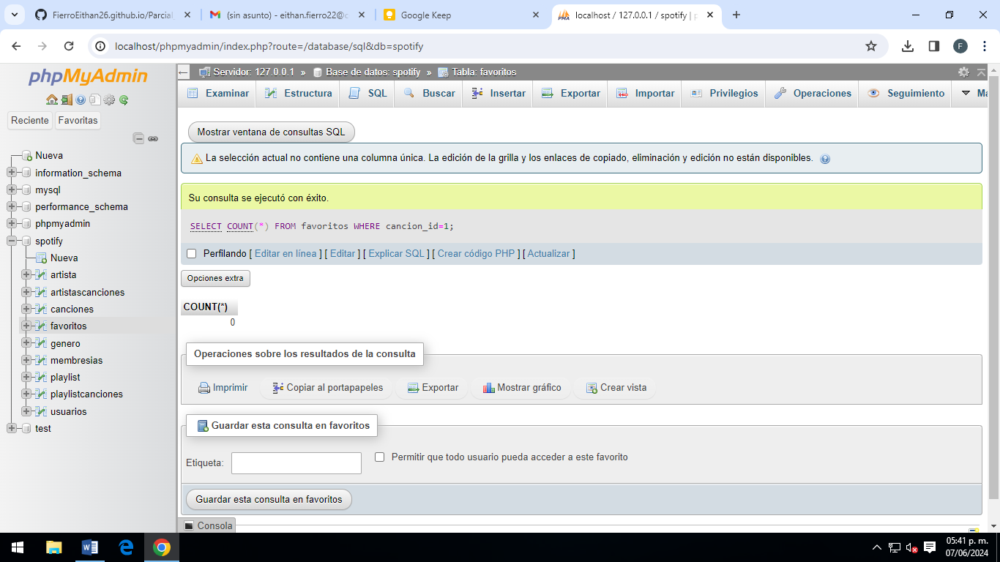 FierroEithan26.github.io/Parcial
(sin asunto) - eithan.fierro22@c
Google Keep
localhost / 127.0.0.1 / spotify | p
localhost/phpmyadmin/index.php?route=/database/sql&db=spotify
F
phpMyAdmin
Reciente
Favoritas
Nueva
information_schema
mysql
performance_schema
phpmyadmin
spotify
Nueva
artista
artistascanciones
canciones
favoritos
genero
membresias
playlist
playlistcanciones
usuarios
test
Servidor: 127.0.0.1 » Base de datos: spotify » Tabla: favoritos
Examinar Estructura SQL Buscar Insertar Exportar Importar Privilegios Operaciones Seguimiento Má
Mostrar ventana de consultas SQL
La selección actual no contiene una columna única. La edición de la grilla y los enlaces de copiado, eliminación y edición no están disponibles.
Su consulta se ejecutó con éxito.
SELECT COUNT(*) FROM favoritos WHERE cancion_id=1;
Perfilando [ Editar en línea ] [ Editar ] [ Explicar SQL ] [ Crear código PHP ] [ Actualizar ]
Opciones extra
COUNT(*)
0
Operaciones sobre los resultados de la consulta
Imprimir Copiar al portapapeles Exportar Mostrar gráfico Crear vista
Guardar esta consulta en favoritos
Etiqueta: Permitir que todo usuario pueda acceder a este favorito
Guardar esta consulta en favoritos
Consola
05:41 p. m.
07/06/2024